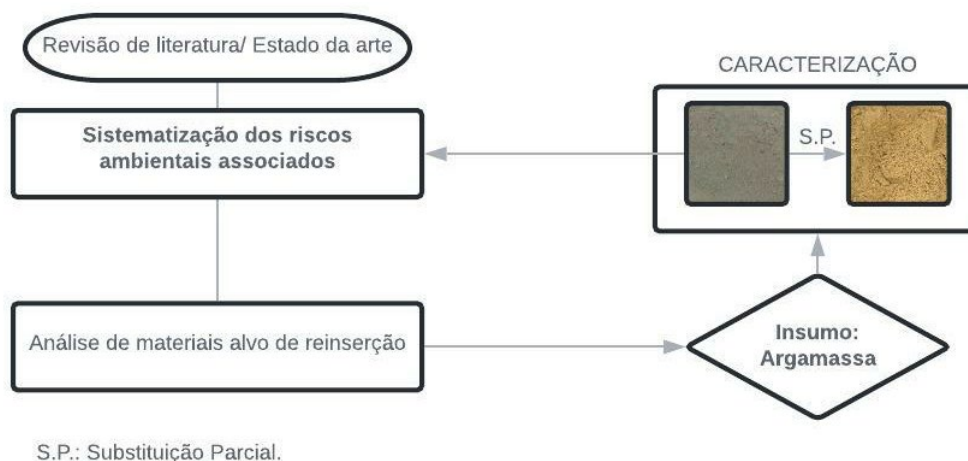 Revisão de literatura/ Estado da arte
Sistematização dos riscos
ambientais associados
Análise de materiais alvo de reinserção
CARACTERIZAÇÃO
S.P.
Insumo:
Argamassa
S.P.: Substituição Parcial.